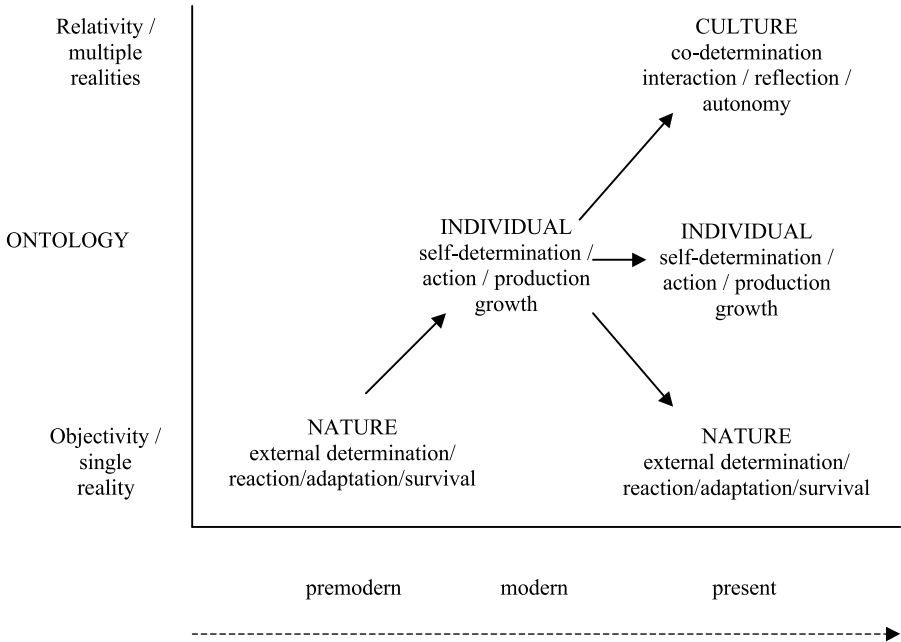 Relativity /
multiple
realities
CULTURE
co-determination
interaction / reflection /
autonomy
ONTOLOGY
INDIVIDUAL
self-determination /
action / production
growth
INDIVIDUAL
self-determination /
action / production
growth
Objectivity /
single
reality
NATURE
external determination/
reaction/adaptation/survival
NATURE
external determination/
reaction/adaptation/survival
premodern
modern
present